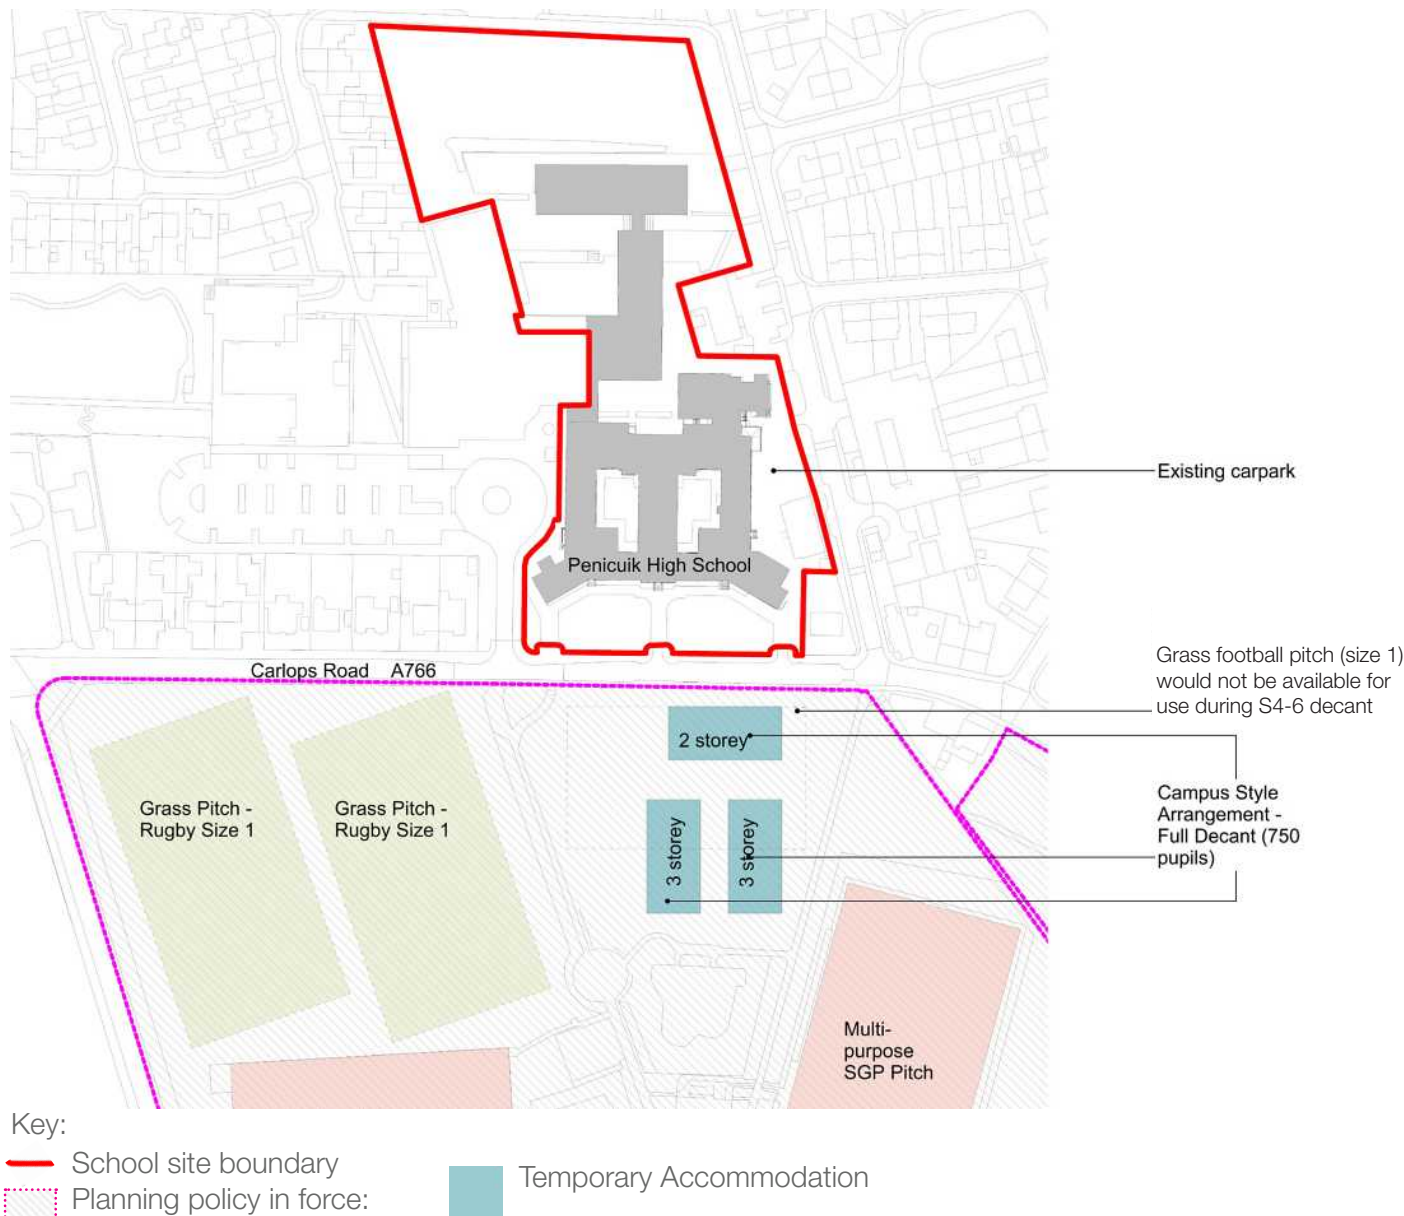 Existing carpark
Penicuik High School
Carlops Road A766
Grass football pitch (size 1)
would not be available for
use during S4-6 decant
2 storey
Campus Style
Arrangement -
Full Decant (750
pupils)
Grass Pitch -
Rugby Size 1
Grass Pitch -
Rugby Size 1
3 storey
3 storey
Multi-
purpose
SGP Pitch
Key:
School site boundary
Planning policy in force:
Temporary Accommodation